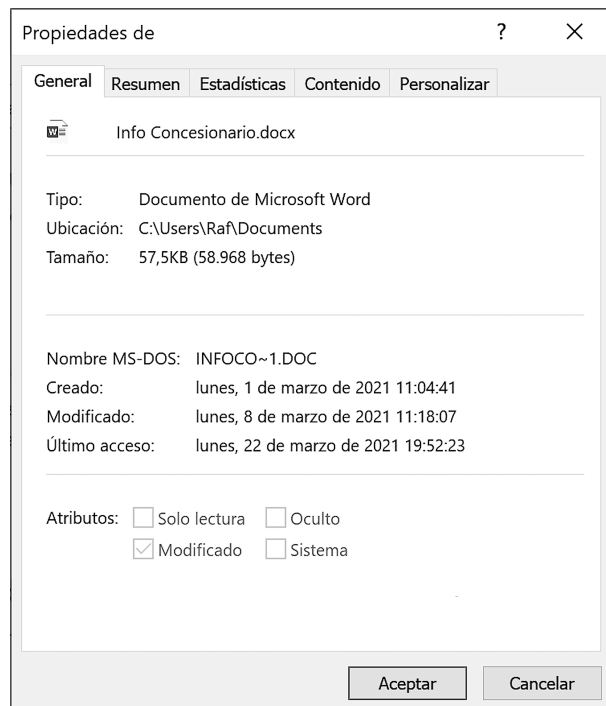 Propiedades de ?
General Resumen Estadísticas Contenido Personalizar
W Info Concesionario.docx
Tipo: Documento de Microsoft Word
Ubicación: C:\Users\Raf\Documents
Tamaño: 57,5KB (58.968 bytes)
Nombre MS-DOS: INFOCO~1.DOC
Creado: lunes, 1 de marzo de 2021 11:04:41
Modificado: lunes, 8 de marzo de 2021 11:18:07
Último acceso: lunes, 22 de marzo de 2021 19:52:23
Atributos: Solo lectura Oculto
Modificado Sistema
Aceptar Cancelar